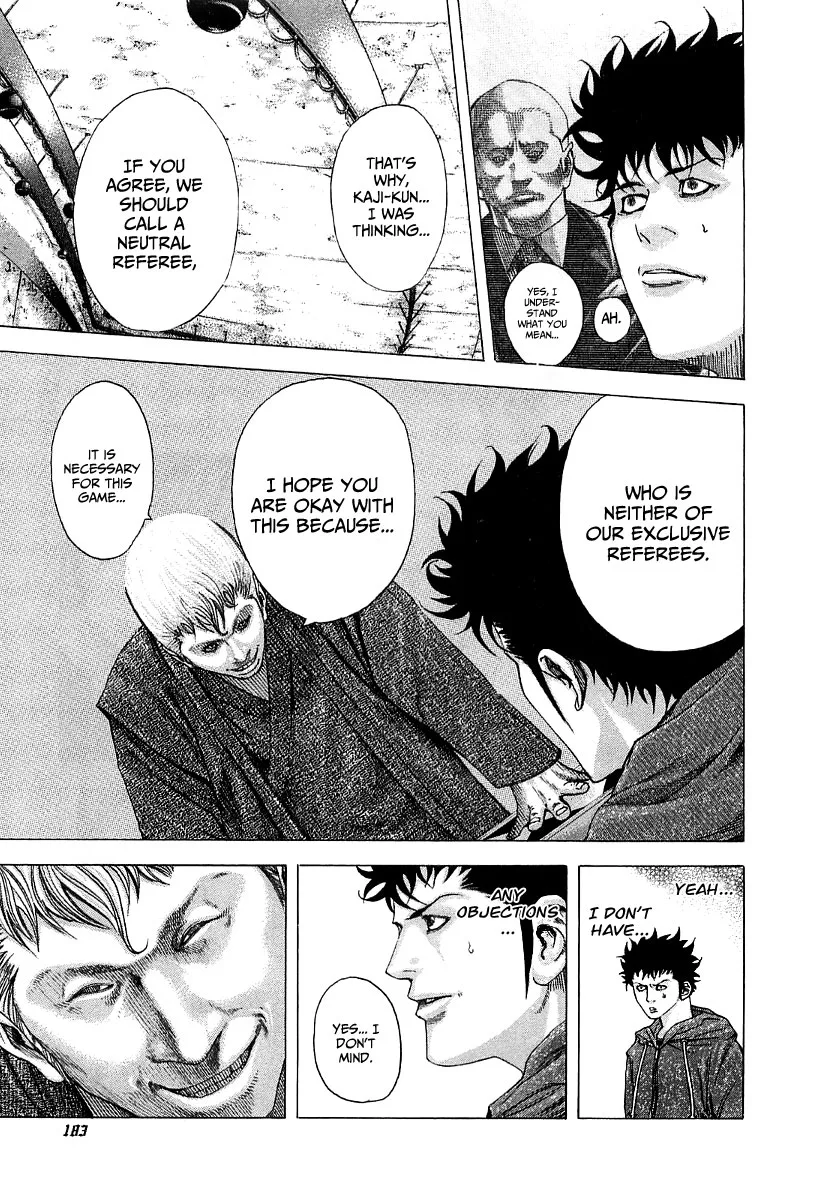 AH.
YES, I
UNDER-
STAND
WHAT YOU
MEAN...
THAT'S
WHY,
KAJI-KUN...
I WAS
THINKING...
IF YOU
AGREE, WE
SHOULD
CALL A
NEUTRAL
REFEREE,
WHO IS
NEITHER OF
OUR EXCLUSIVE
REFEREES.
I HOPE YOU
ARE OKAY WITH
THIS BECAUSE...
IT IS
NECESSARY
FOR THIS
GAME...
YEAH...
I DON'T
HAVE...
ANY
OBJECTIONS
...
YES... I
DON'T
MIND.
183